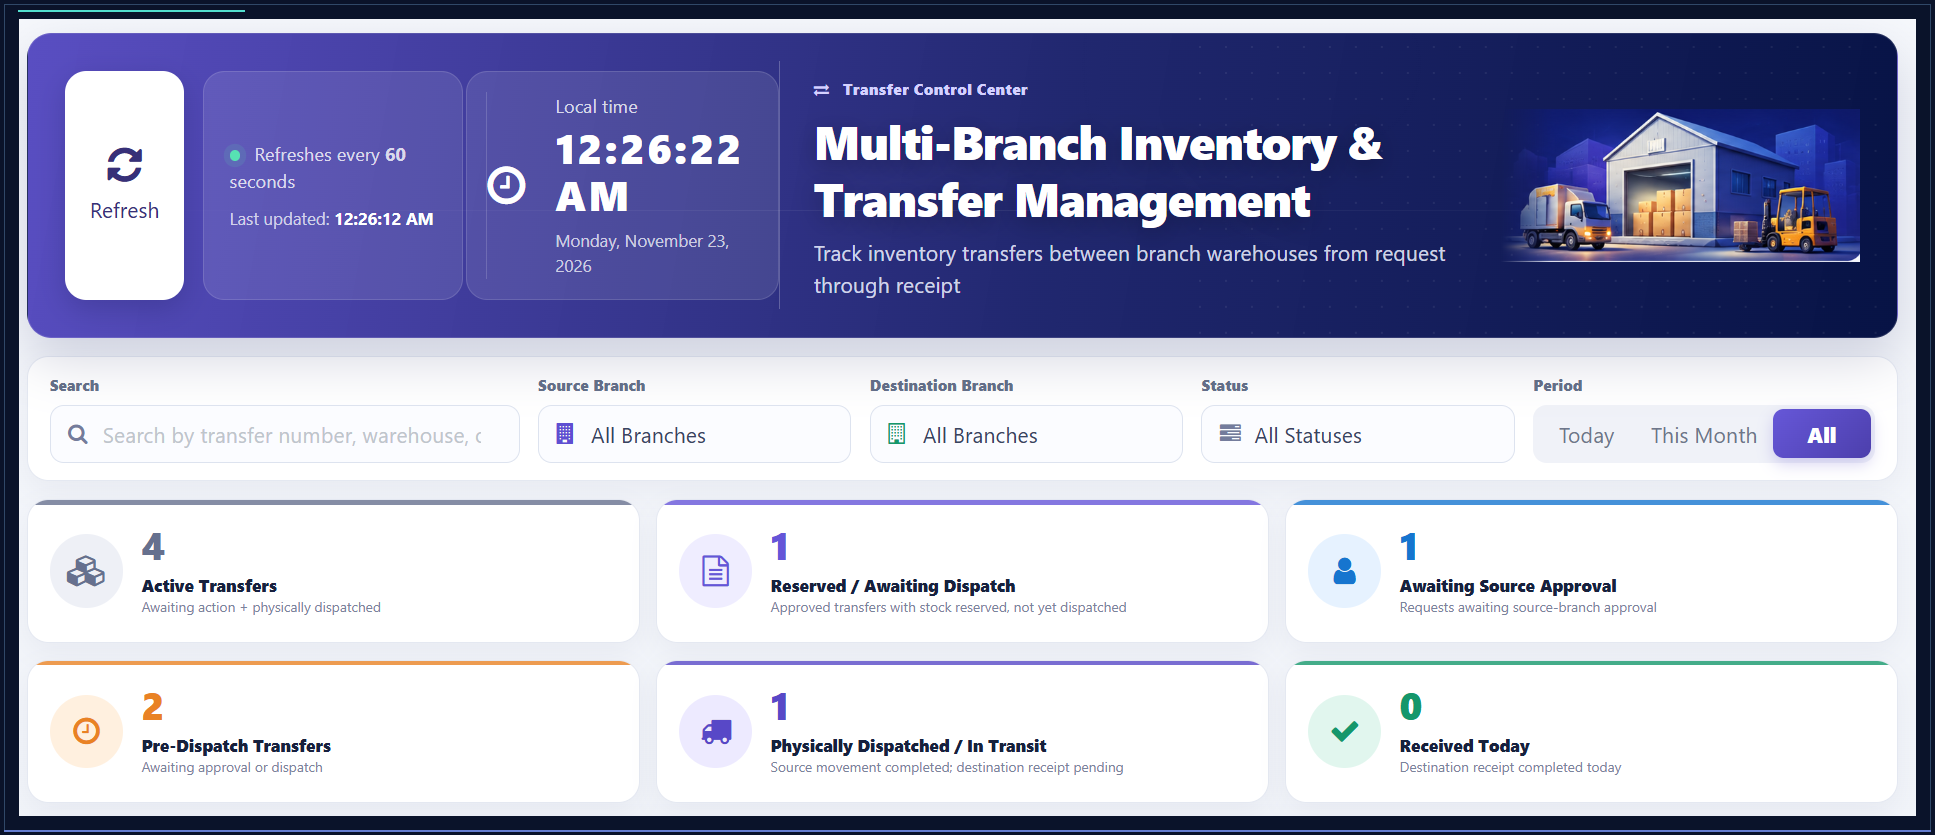 Refresh
Refreshes every 60
seconds
Last updated: 12:26:12 AM
Local time
12:26:22
AM
Monday, November 23,
2026
Transfer Control Center
Multi-Branch Inventory &
Transfer Management
Track inventory transfers between branch warehouses from request
through receipt
Search
Search by transfer number, warehouse, c
Source Branch
All Branches
Destination Branch
All Branches
Status
All Statuses
Period
Today
This Month
All
4
Active Transfers
Awaiting action + physically dispatched
1
Reserved / Awaiting Dispatch
Approved transfers with stock reserved, not yet dispatched
1
Awaiting Source Approval
Requests awaiting source-branch approval
2
Pre-Dispatch Transfers
Awaiting approval or dispatch
1
Physically Dispatched / In Transit
Source movement completed; destination receipt pending
0
Received Today
Destination receipt completed today